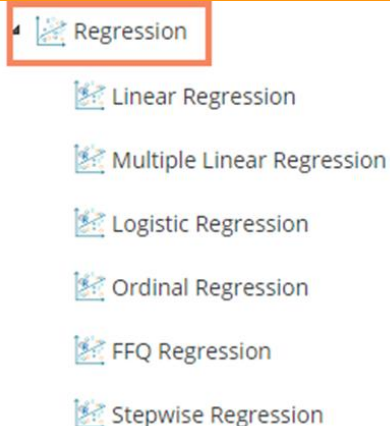 Regression
Linear Regression
Multiple Linear Regression
Logistic Regression
Ordinal Regression
FFQ Regression
Stepwise Regression